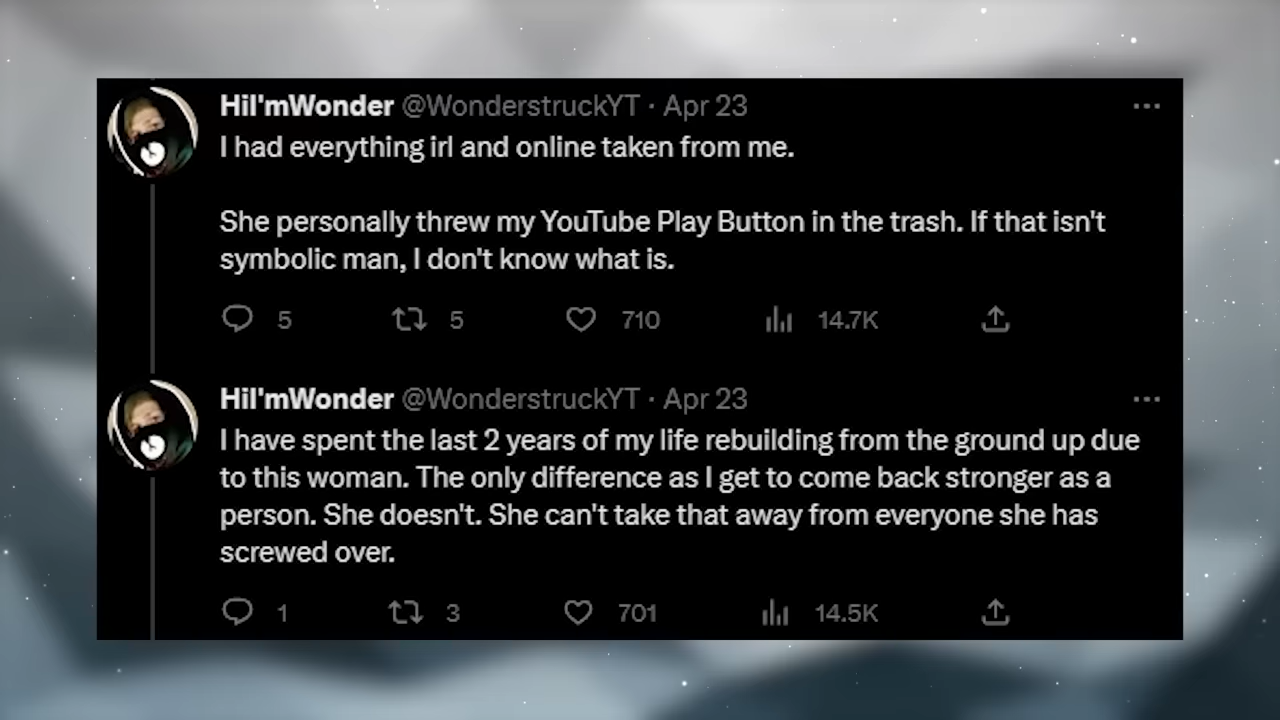 HiI'mWonder @WonderstruckYT · Apr 23
I had everything irl and online taken from me.
She personally threw my YouTube Play Button in the trash. If that isn't
symbolic man, I don't know what is.
5 5 710 14.7K
HiI'mWonder @WonderstruckYT · Apr 23
I have spent the last 2 years of my life rebuilding from the ground up due
to this woman. The only difference as I get to come back stronger as a
person. She doesn't. She can't take that away from everyone she has
screwed over.
1 3 701 14.5K